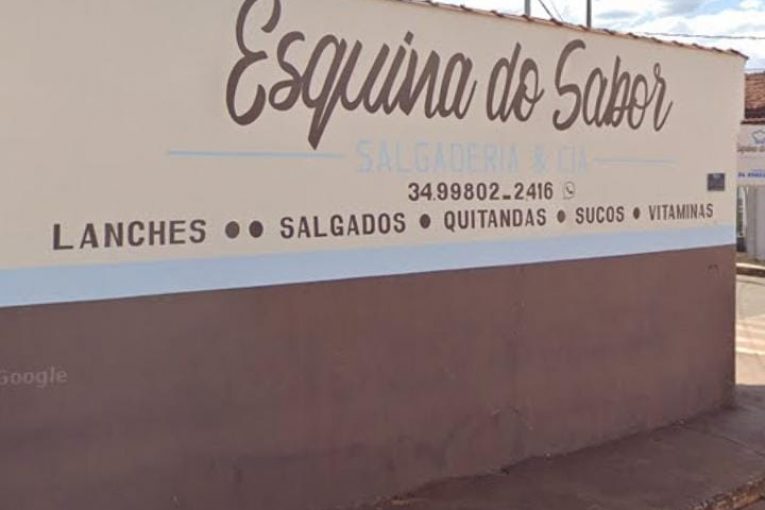 Esquina do Sabor
SALGADERIA & CIA
34.99802-2416
LANCHES •• SALGADOS • QUITANDAS • SUCOS • VITAMINAS
Google